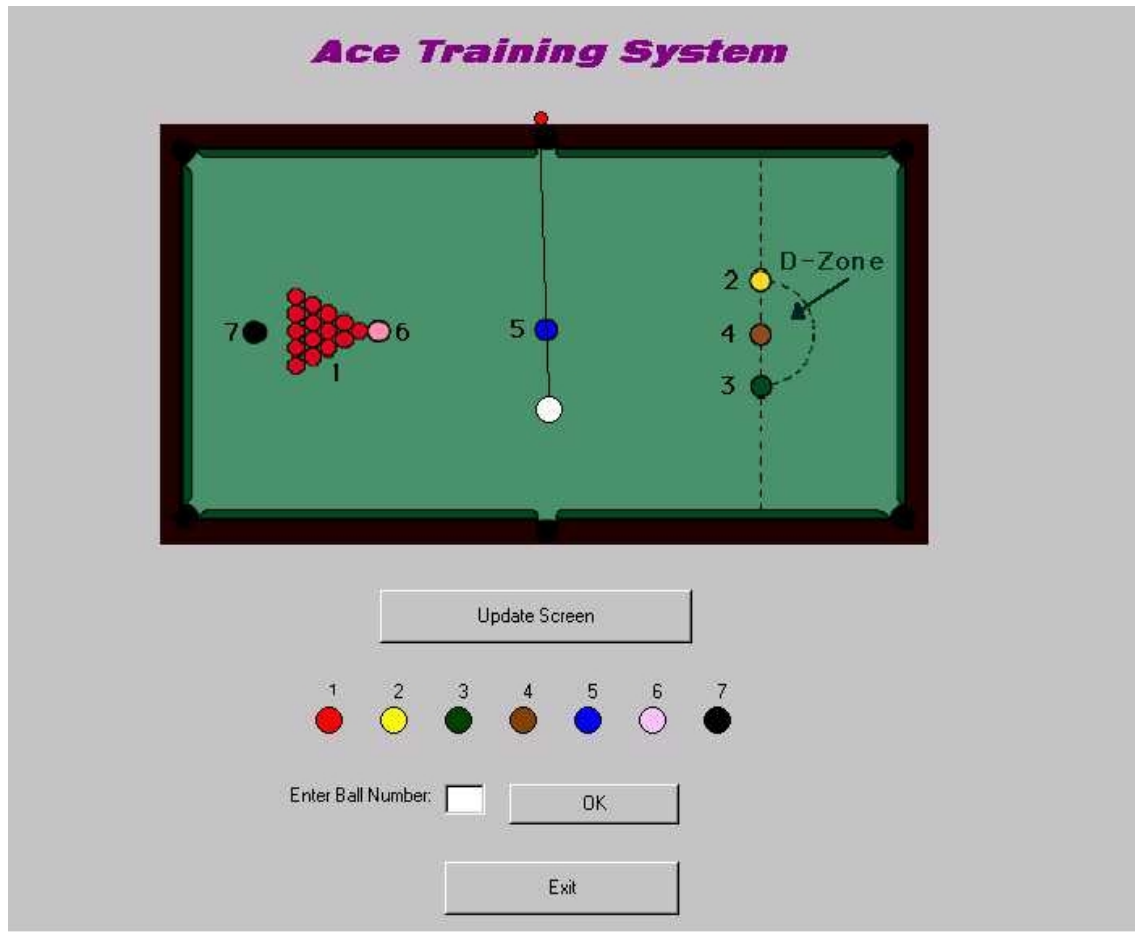 Ace Training System
D-Zone
2
7
6
5
4
1
3
Update Screen
1 2 3 4 5 6 7
Enter Ball Number:
OK
Exit